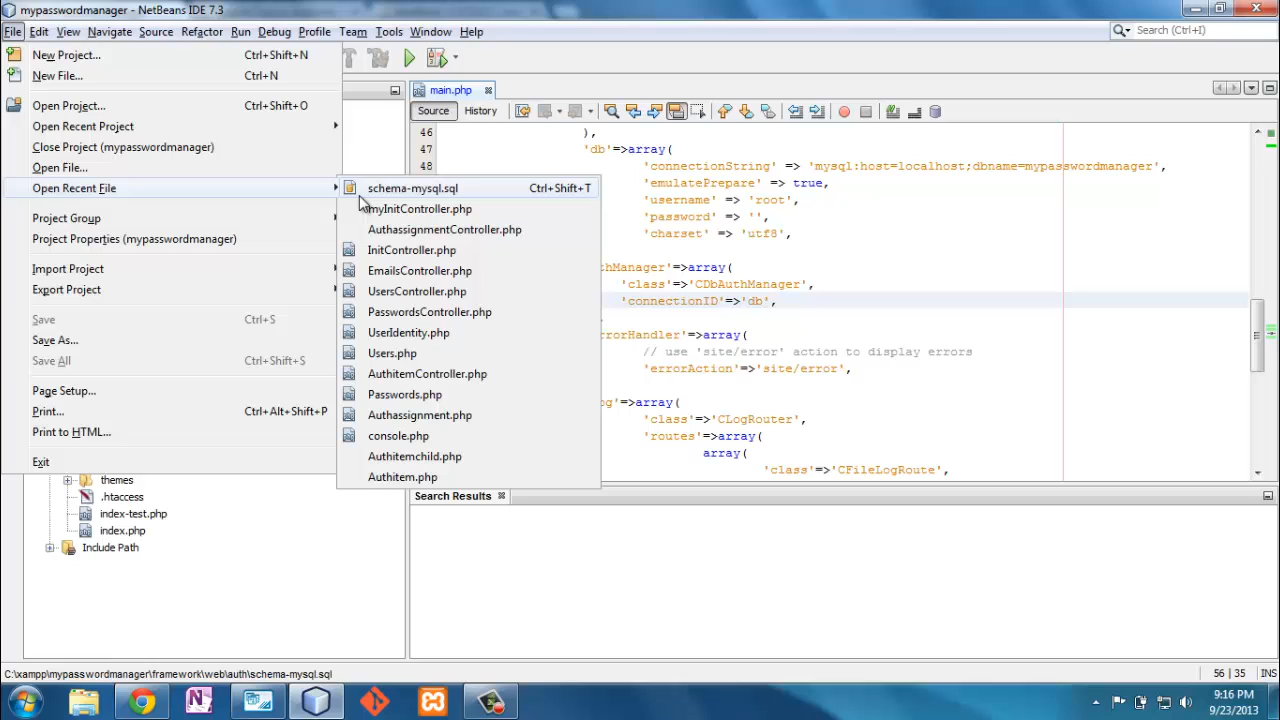 mypasswordmanager - NetBeans IDE 7.3
File Edit View Navigate Source Refactor Run Debug Profile Team Tools Window Help
Search (Ctrl+I)
New Project... Ctrl+Shift+N
New File... Ctrl+N
Open Project... Ctrl+Shift+O
Open Recent Project
Close Project (mypasswordmanager)
Open File...
Open Recent File
Project Group
Project Properties (mypasswordmanager)
Import Project
Export Project
Save Ctrl+S
Save As...
Save All Ctrl+Shift+S
Page Setup...
Print... Ctrl+Alt+Shift+P
Print to HTML...
Exit
schema-mysql.sql Ctrl+Shift+T
myInitController.php
AuthassignmentController.php
InitController.php
EmailsController.php
UsersController.php
PasswordsController.php
UserIdentity.php
Users.php
AuthitemController.php
Passwords.php
Authassignment.php
console.php
Authitemchild.php
Authitem.php
themes
.htaccess
index-test.php
index.php
Include Path
main.php
Source History
46 ),
47 'db'=>array(
48 'connectionString' => 'mysql:host=localhost;dbname=mypasswordmanager',
'emulatePrepare' => true,
'username' => 'root',
'password' => '',
'charset' => 'utf8',
thManager'=>array(
'class'=>'CDbAuthManager',
'connectionID'=>'db',
rrorHandler'=>array(
// use 'site/error' action to display errors
'errorAction'=>'site/error',
og'=>array(
'class'=>'CLogRouter',
'routes'=>array(
array(
'class'=>'CFileLogRoute',
Search Results
C:\xampp\mypasswordmanager\framework\web\auth\schema-mysql.sql
56 | 35 INS
9:16 PM
9/23/2013